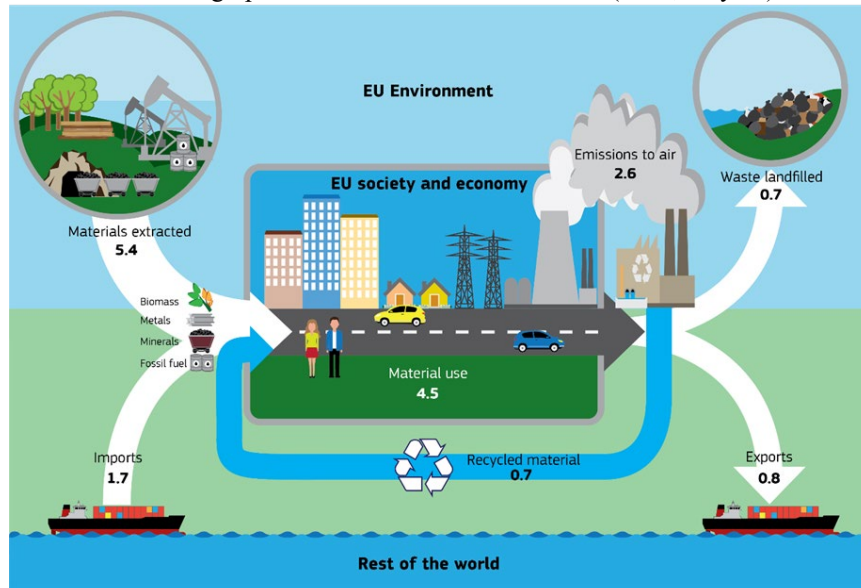 EU Environment
Emissions to air
2.6
Waste landfilled
0.7
EU society and economy
Materials extracted
5.4
Biomass
Metals
Minerals
Fossil fuel
Material use
4.5
Imports
1.7
Recycled material
0.7
Exports
0.8
Rest of the world